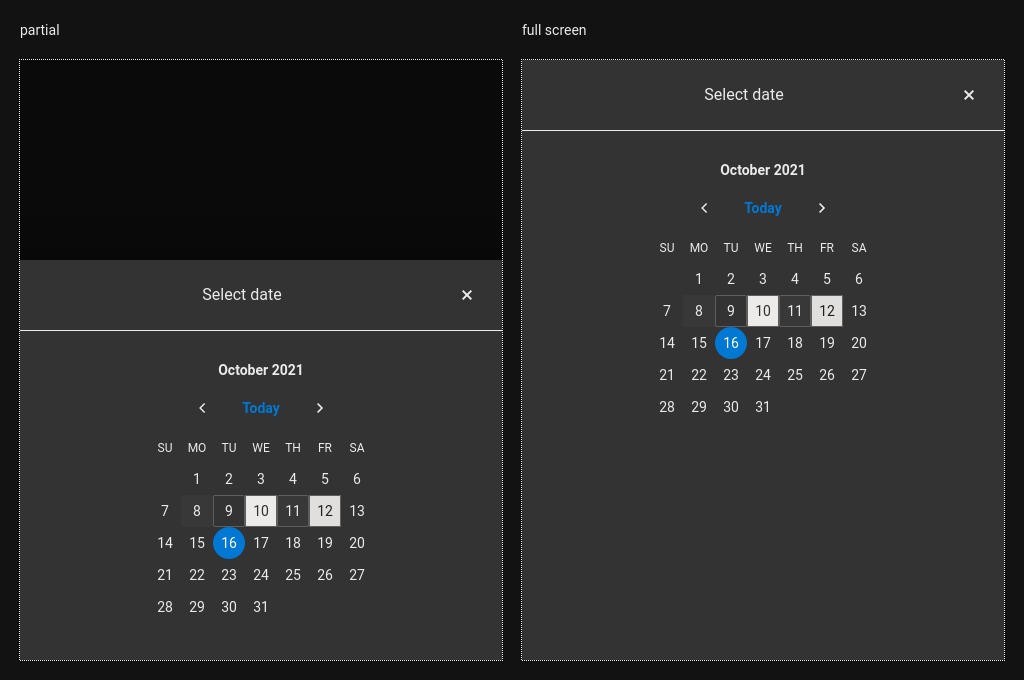 partial
Select date ×
October 2021
Today
SU MO TU WE TH FR SA
1 2 3 4 5 6
7 8 9 10 11 12 13
14 15 16 17 18 19 20
21 22 23 24 25 26 27
28 29 30 31
full screen
Select date ×
October 2021
Today
SU MO TU WE TH FR SA
1 2 3 4 5 6
7 8 9 10 11 12 13
14 15 16 17 18 19 20
21 22 23 24 25 26 27
28 29 30 31